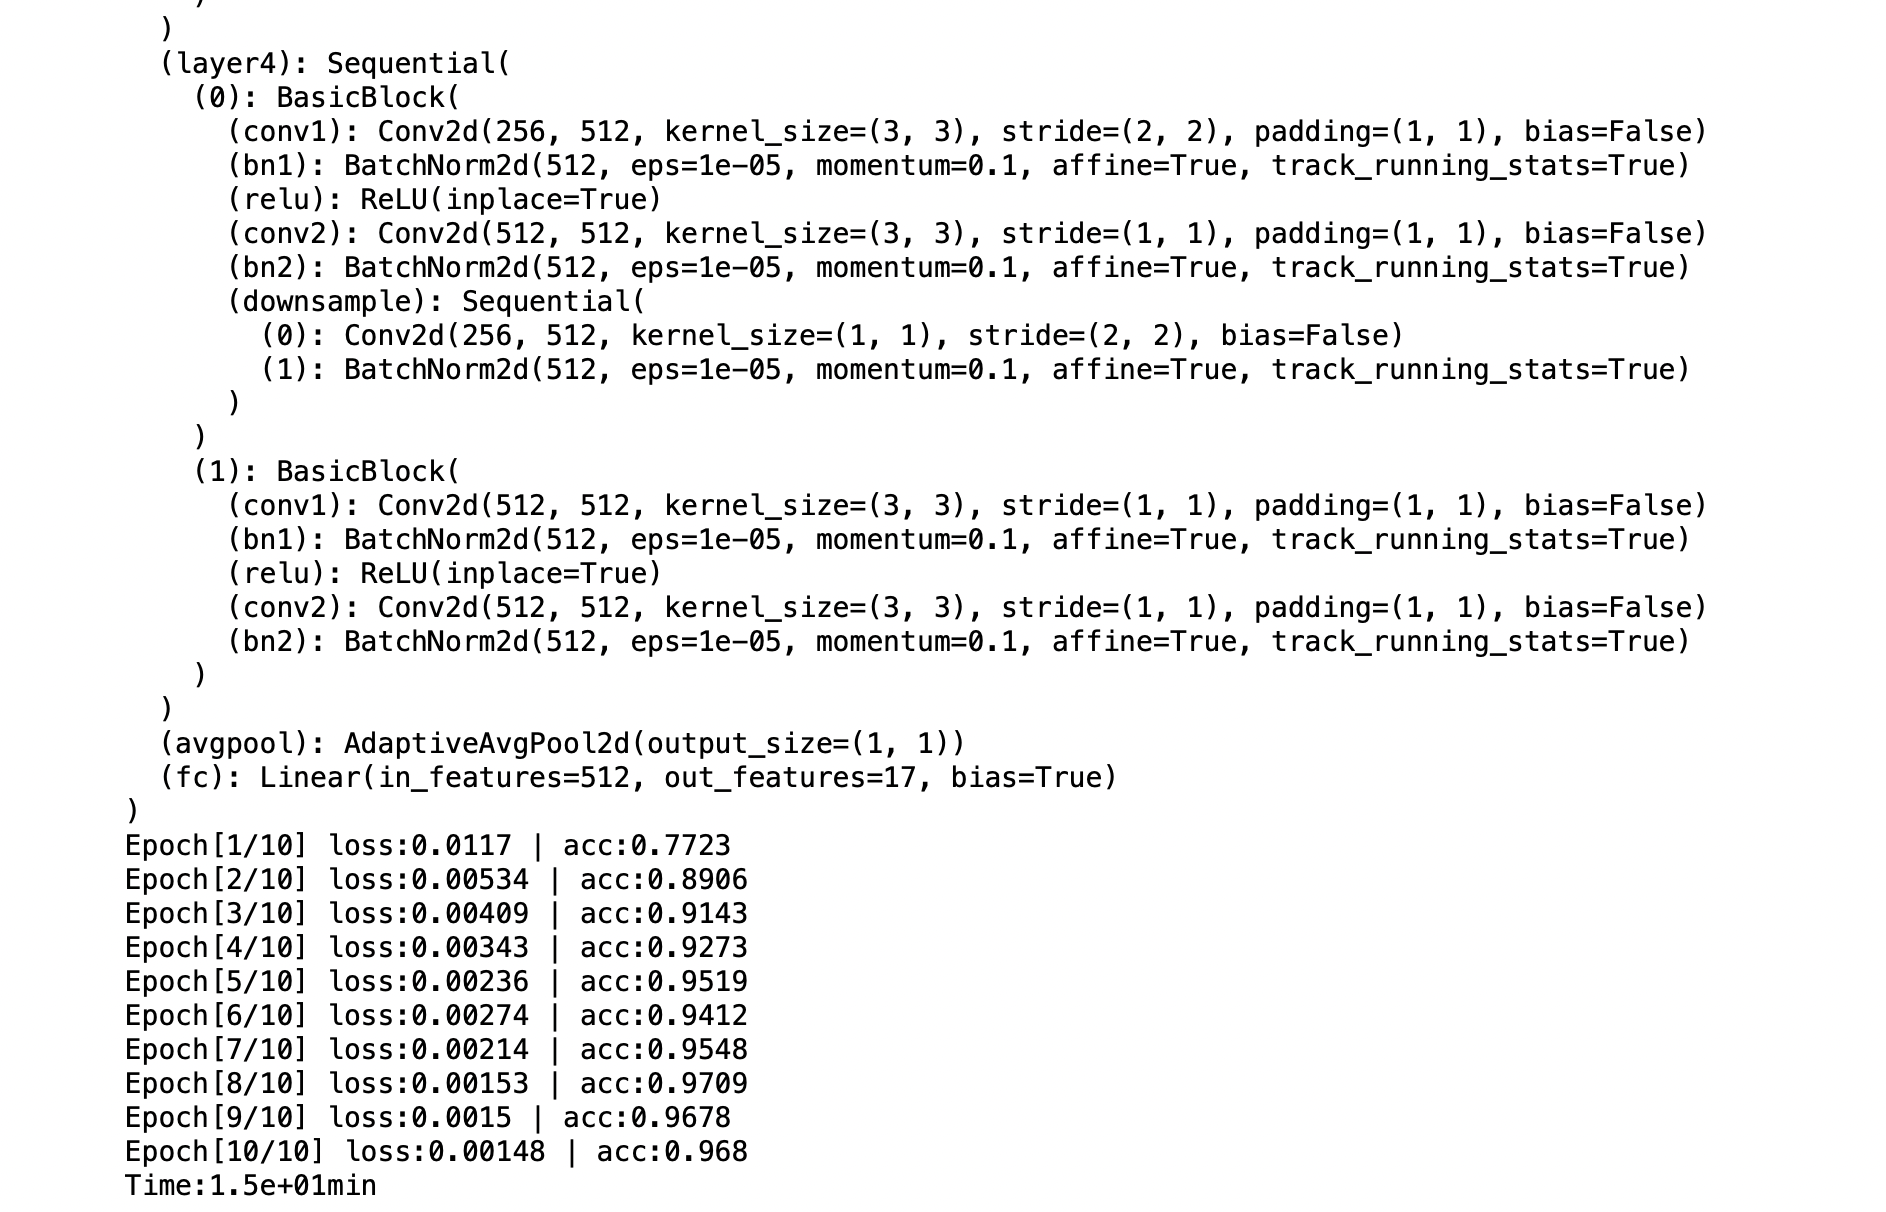 )
)
(layer4): Sequential(
(0): BasicBlock(
(conv1): Conv2d(256, 512, kernel_size=(3, 3), stride=(2, 2), padding=(1, 1), bias=False)
(bn1): BatchNorm2d(512, eps=1e-05, momentum=0.1, affine=True, track_running_stats=True)
(relu): ReLU(inplace=True)
(conv2): Conv2d(512, 512, kernel_size=(3, 3), stride=(1, 1), padding=(1, 1), bias=False)
(bn2): BatchNorm2d(512, eps=1e-05, momentum=0.1, affine=True, track_running_stats=True)
(downsample): Sequential(
(0): Conv2d(256, 512, kernel_size=(1, 1), stride=(2, 2), bias=False)
(1): BatchNorm2d(512, eps=1e-05, momentum=0.1, affine=True, track_running_stats=True)
)
)
(1): BasicBlock(
(conv1): Conv2d(512, 512, kernel_size=(3, 3), stride=(1, 1), padding=(1, 1), bias=False)
(bn1): BatchNorm2d(512, eps=1e-05, momentum=0.1, affine=True, track_running_stats=True)
(relu): ReLU(inplace=True)
(conv2): Conv2d(512, 512, kernel_size=(3, 3), stride=(1, 1), padding=(1, 1), bias=False)
(bn2): BatchNorm2d(512, eps=1e-05, momentum=0.1, affine=True, track_running_stats=True)
)
)
(avgpool): AdaptiveAvgPool2d(output_size=(1, 1))
(fc): Linear(in_features=512, out_features=17, bias=True)
)
Epoch[1/10] loss:0.0117 | acc:0.7723
Epoch[2/10] loss:0.00534 | acc:0.8906
Epoch[3/10] loss:0.00409 | acc:0.9143
Epoch[4/10] loss:0.00343 | acc:0.9273
Epoch[5/10] loss:0.00236 | acc:0.9519
Epoch[6/10] loss:0.00274 | acc:0.9412
Epoch[7/10] loss:0.00214 | acc:0.9548
Epoch[8/10] loss:0.00153 | acc:0.9709
Epoch[9/10] loss:0.0015 | acc:0.9678
Epoch[10/10] loss:0.00148 | acc:0.968
Time:1.5e+01min